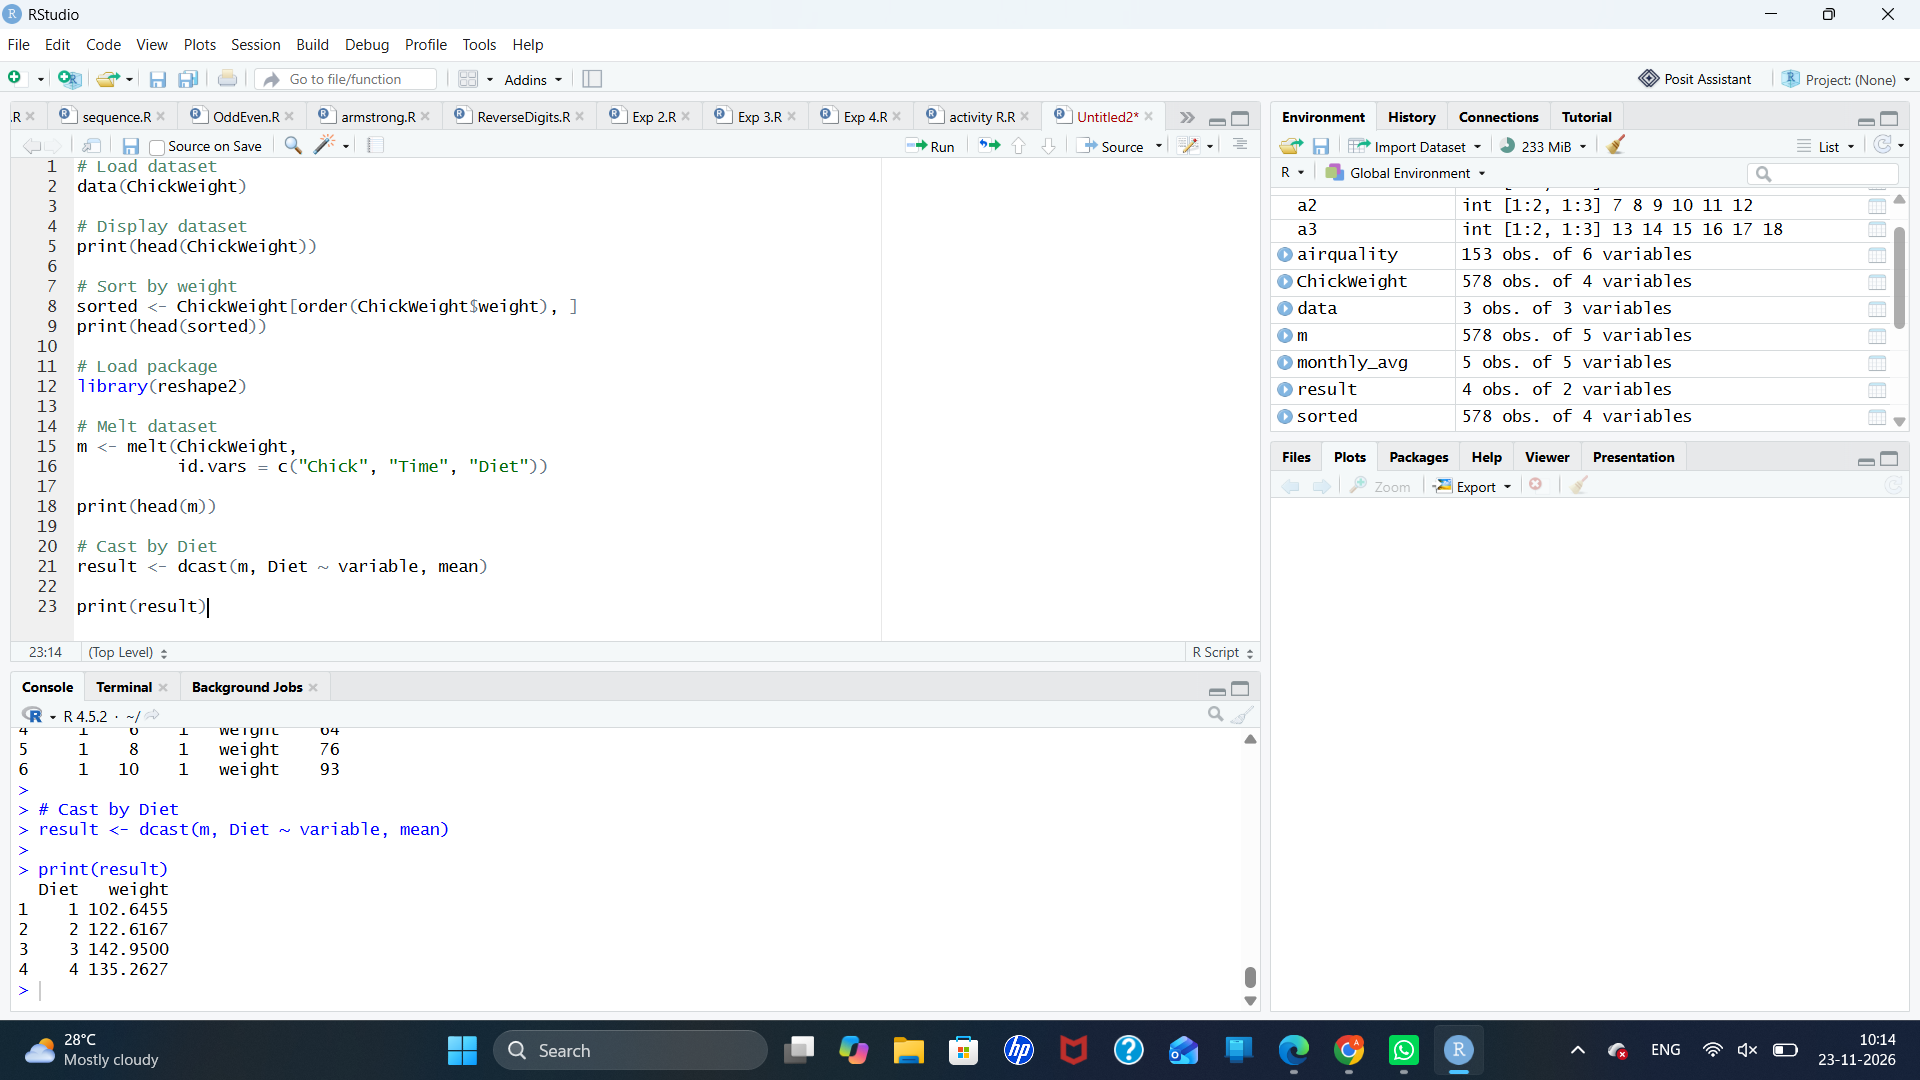 RStudio
File Edit Code View Plots Session Build Debug Profile Tools Help
Go to file/function Addins Posit Assistant Project: (None)
.R sequence.R OddEven.R armstrong.R ReverseDigits.R Exp 2.R Exp 3.R Exp 4.R activity R.R Untitled2*
Source on Save Run Source
1 # Load dataset
2 data(ChickWeight)
3
4 # Display dataset
5 print(head(ChickWeight))
6
7 # Sort by weight
8 sorted <- ChickWeight[order(ChickWeight$weight), ]
9 print(head(sorted))
10
11 # Load package
12 library(reshape2)
13
14 # Melt dataset
15 m <- melt(ChickWeight,
16 id.vars = c("Chick", "Time", "Diet"))
17
18 print(head(m))
19
20 # Cast by Diet
21 result <- dcast(m, Diet ~ variable, mean)
22
23 print(result)
23:14 (Top Level) R Script
Console Terminal Background Jobs
R 4.5.2 · ~/
4 1 6 1 weight 64
5 1 8 1 weight 76
6 1 10 1 weight 93
>
> # Cast by Diet
> result <- dcast(m, Diet ~ variable, mean)
>
> print(result)
Diet weight
1 1 102.6455
2 2 122.6167
3 3 142.9500
4 4 135.2627
>
Environment History Connections Tutorial
Import Dataset 233 MiB List
R Global Environment
a2 int [1:2, 1:3] 7 8 9 10 11 12
a3 int [1:2, 1:3] 13 14 15 16 17 18
airquality 153 obs. of 6 variables
ChickWeight 578 obs. of 4 variables
data 3 obs. of 3 variables
m 578 obs. of 5 variables
monthly_avg 5 obs. of 5 variables
result 4 obs. of 2 variables
sorted 578 obs. of 4 variables
Files Plots Packages Help Viewer Presentation
Zoom Export
28°C
Mostly cloudy
Search
ENG
10:14
23-11-2026